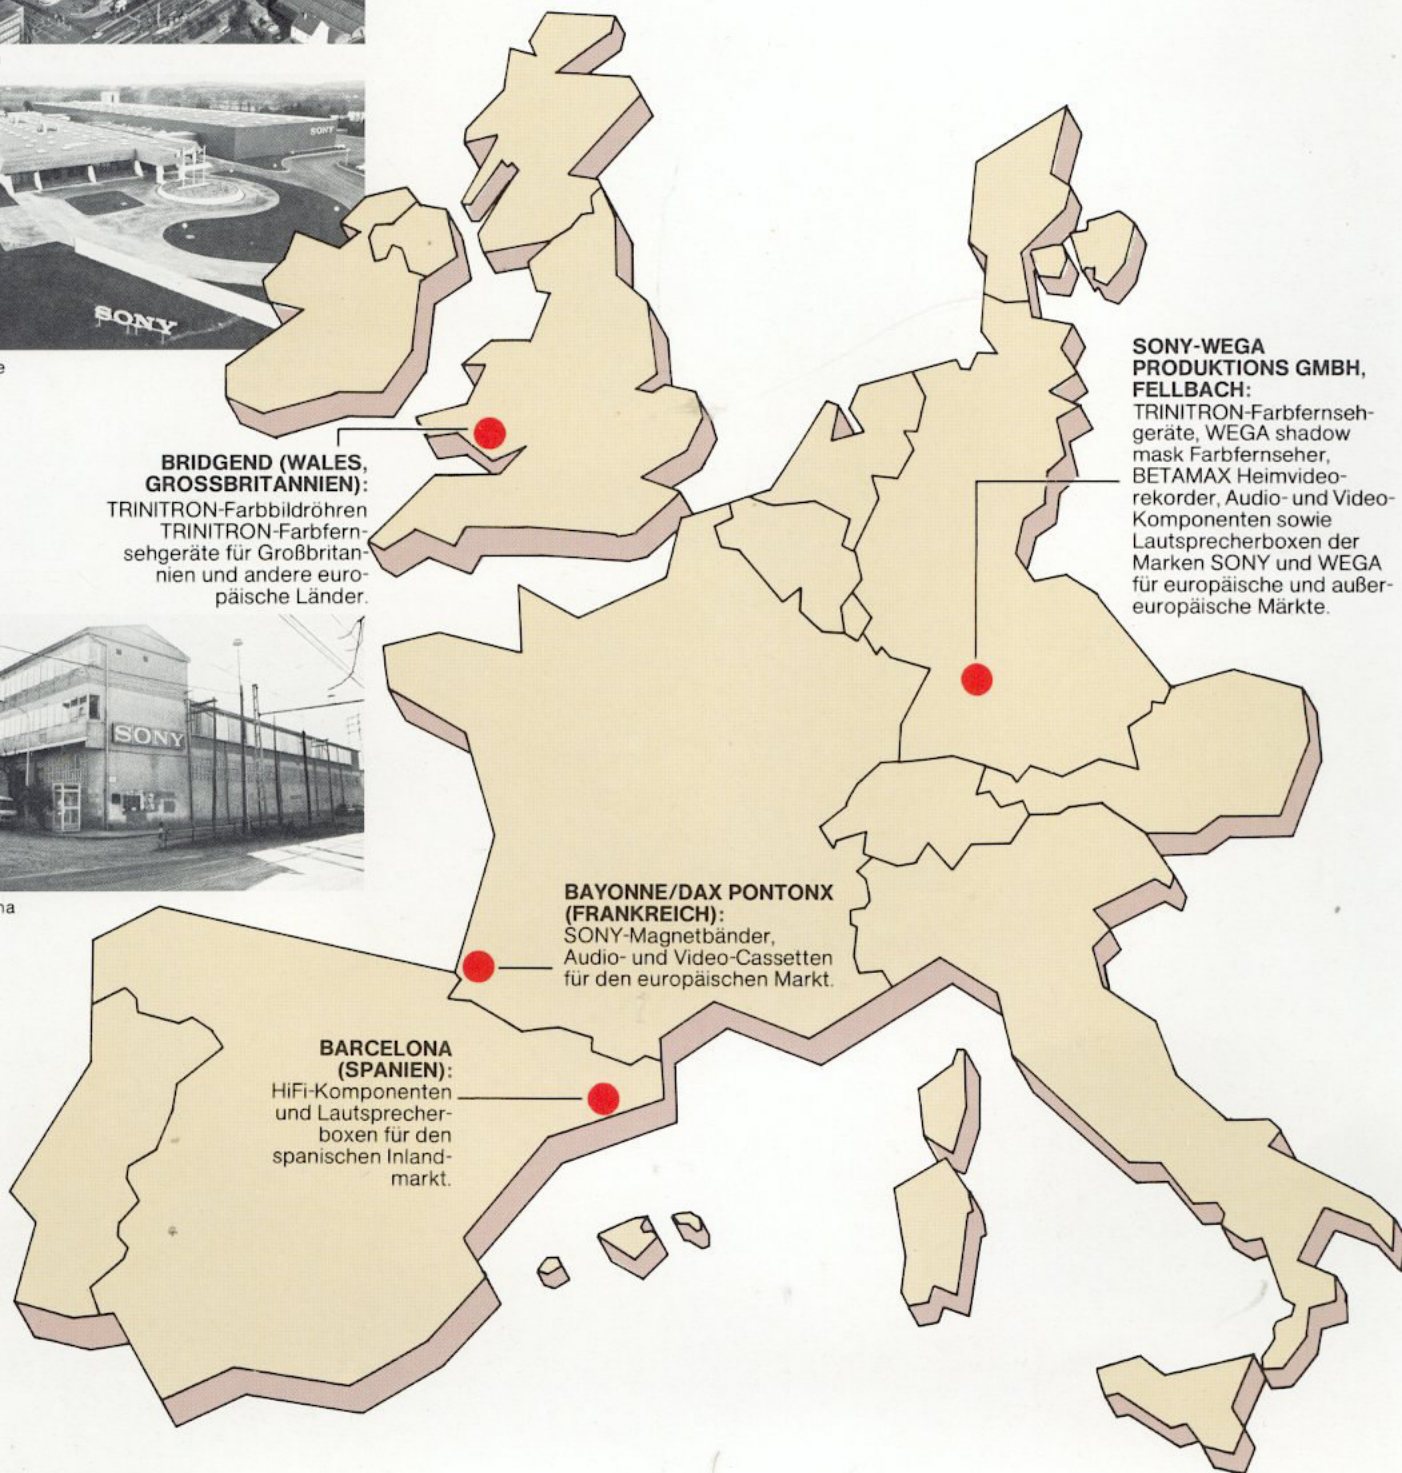 SONY
SONY
e
BRIDGEND (WALES,
GROSSBRITANNIEN):
TRINITRON-Farbbildröhren
TRINITRON-Farbfern-
sehgeräte für Großbritan-
nien und andere euro-
päische Länder.
SONY-WEGA
PRODUKTIONS GMBH,
FELLBACH:
TRINITRON-Farbfernseh-
geräte, WEGA shadow
mask Farbfernseher,
BETAMAX Heimvideo-
rekorder, Audio- und Video-
Komponenten sowie
Lautsprecherboxen der
Marken SONY und WEGA
für europäische und außer-
europäische Märkte.
SONY
na
BAYONNE/DAX PONTONX
(FRANKREICH):
SONY-Magnetbänder,
Audio- und Video-Cassetten
für den europäischen Markt.
BARCELONA
(SPANIEN):
HiFi-Komponenten
und Lautsprecher-
boxen für den
spanischen Inland-
markt.